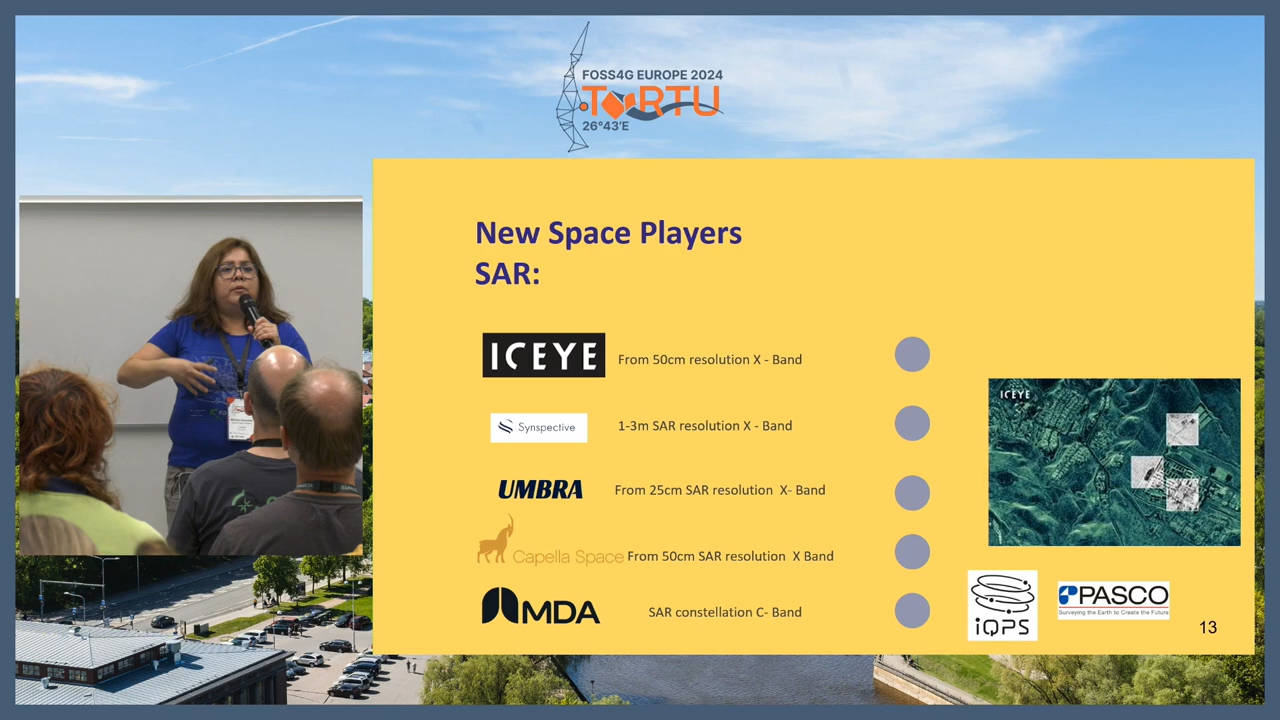 FOSS4G EUROPE 2024
TARTU
26°43'E
New Space Players
SAR:
ICEYE
From 50cm resolution X - Band
Synspective
1-3m SAR resolution X - Band
UMBRA
From 25cm SAR resolution X- Band
Capella Space
From 50cm SAR resolution X Band
MDA
SAR constellation C- Band
ICEYE
iQPS
PASCO
Surveying the Earth to Create the Future
13